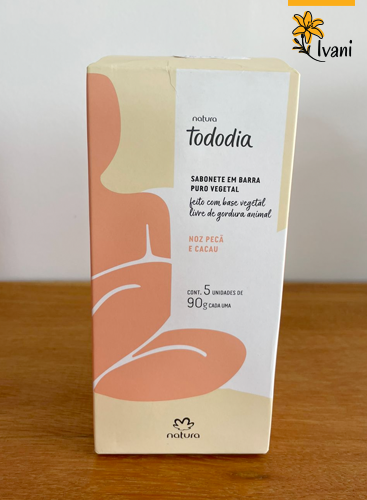 Ivani
natura
tododia
SABONETE EM BARRA
PURO VEGETAL
feito com base vegetal
livre de gordura animal
NOZ PECÃ
E CACAU
CONT. 5 UNIDADES DE
90g CADA UMA
natura